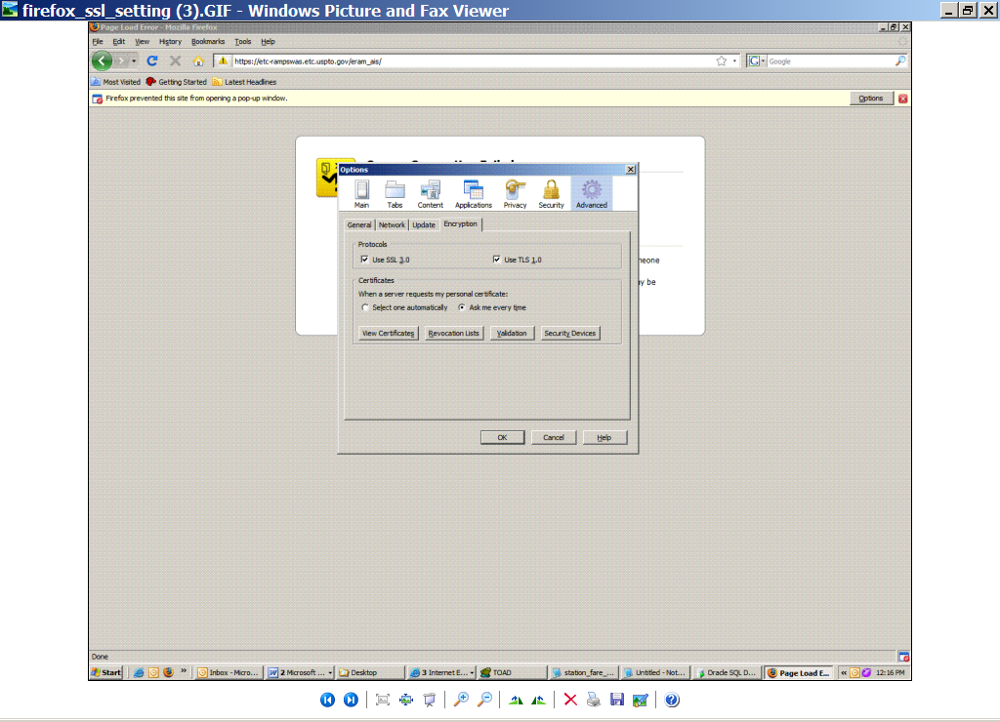 firefox_ssl_setting (3).GIF - Windows Picture and Fax Viewer
Page Load Error - Mozilla Firefox
File Edit View History Bookmarks Tools Help
https://etc-rampswas.etc.uspto.gov/eram_ais/
G Google
Most Visited Getting Started Latest Headlines
Firefox prevented this site from opening a pop-up window. Options
Options
Main Tabs Content Applications Privacy Security Advanced
General Network Update Encryption
Protocols
Use SSL 3.0 Use TLS 1.0
Certificates
When a server requests my personal certificate:
Select one automatically Ask me every time
View Certificates Revocation Lists Validation Security Devices
OK Cancel Help
Done
Start » Inbox - Micro... 2 Microsoft ... Desktop 3 Internet E... TOAD station_fare_... Untitled - Not... Oracle SQL D... Page Load E... « 12:16 PM